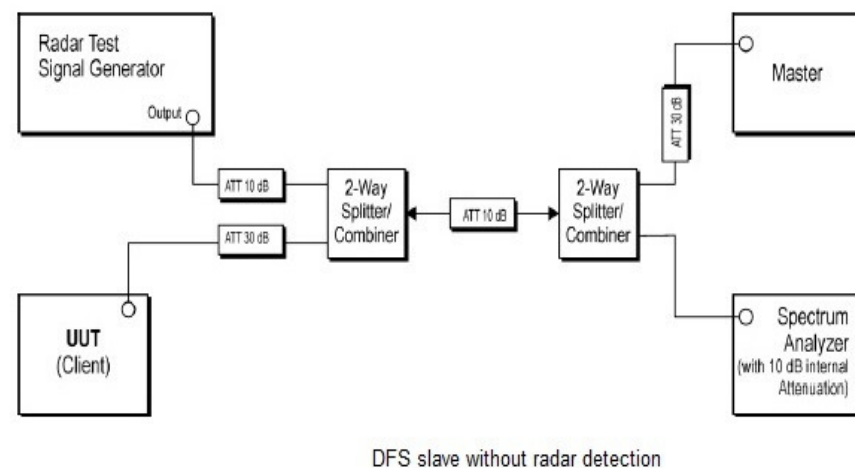 Radar Test
Signal Generator
Output
ATT 10 dB
ATT 30 dB
2-Way
Splitter/
Combiner
ATT 10 dB
2-Way
Splitter/
Combiner
ATT 30 dB
Master
UUT
(Client)
Spectrum
Analyzer
(with 10 dB internal
Attenuation)
DFS slave without radar detection